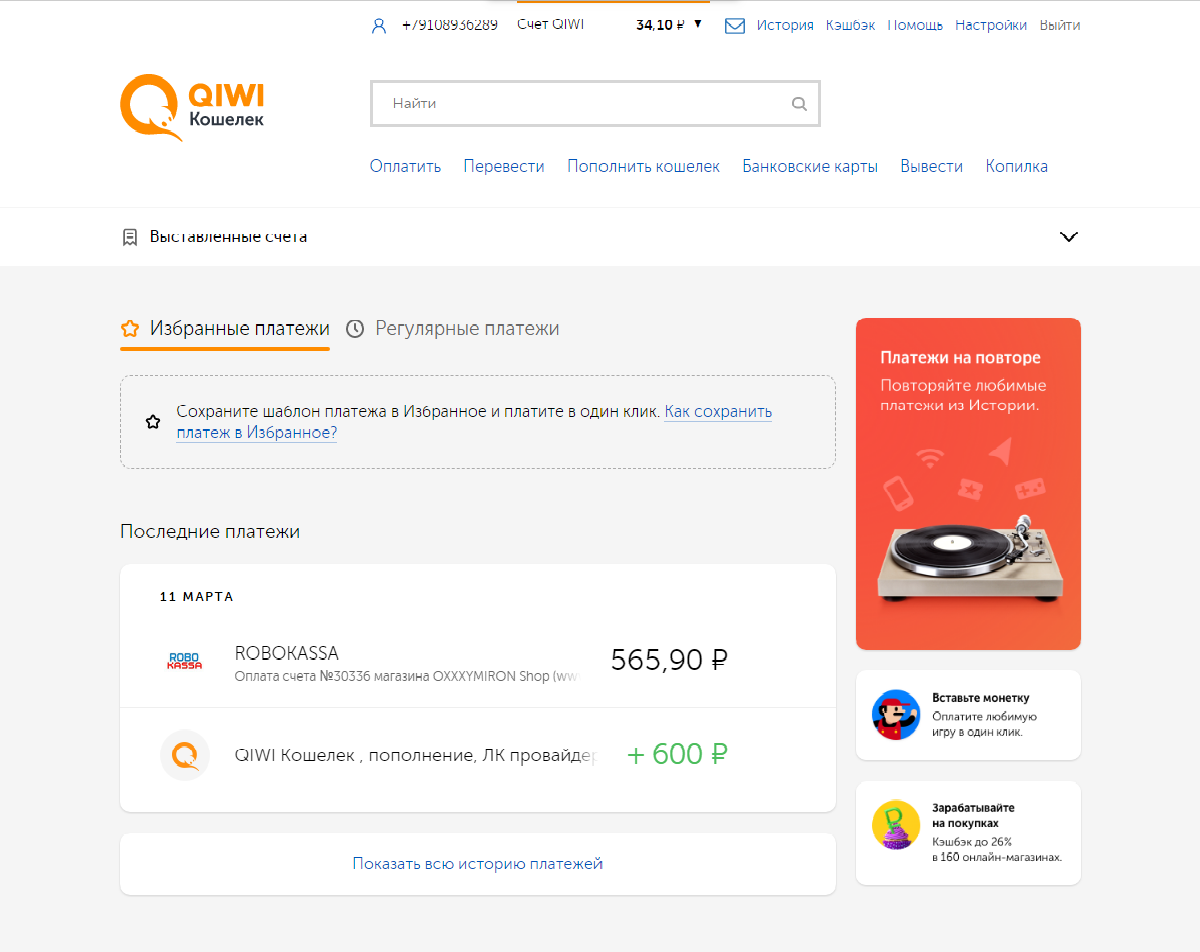 +79108936289 Счет QIWI 34,10 ₽ ▼ История Кэшбэк Помощь Настройки Выйти
QIWI
Кошелек
Найти
Оплатить Перевести Пополнить кошелек Банковские карты Вывести Копилка
Выставленные счета
Избранные платежи Регулярные платежи
Сохраните шаблон платежа в Избранное и платите в один клик. Как сохранить
платеж в Избранное?
Последние платежи
11 МАРТА
ROBO
KASSA
ROBOKASSA
565,90 ₽
Оплата счета №30336 магазина OXXXYMIRON Shop (ww
QIWI Кошелек , пополнение, ЛК провайдер
+ 600 ₽
Показать всю историю платежей
Платежи на повторе
Повторяйте любимые
платежи из Истории.
Вставьте монетку
Оплатите любимую
игру в один клик.
Зарабатывайте
на покупках
Кэшбэк до 26%
в 160 онлайн-магазинах.